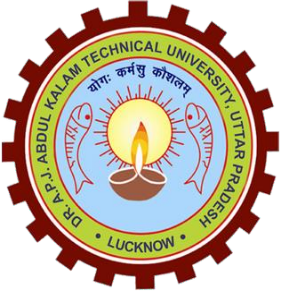 DR. A.P.J. ABDUL KALAM TECHNICAL UNIVERSITY, UTTAR PRADESH
योगः कर्मसु कौशलम्
• LUCKNOW •